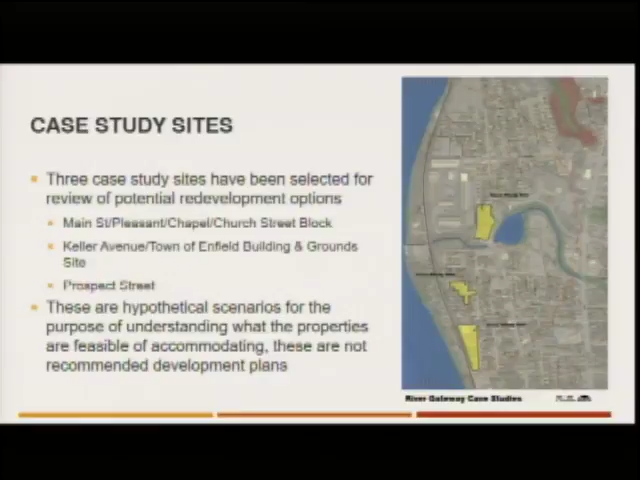 CASE STUDY SITES
Three case study sites have been selected for
review of potential redevelopment options
Main St/Pleasant/Chapel/Church Street Block
Keller Avenue/Town of Enfield Building & Grounds
Site
Prospect Street
These are hypothetical scenarios for the
purpose of understanding what the properties
are feasible of accommodating, these are not
recommended development plans
River Gateway Case Studies